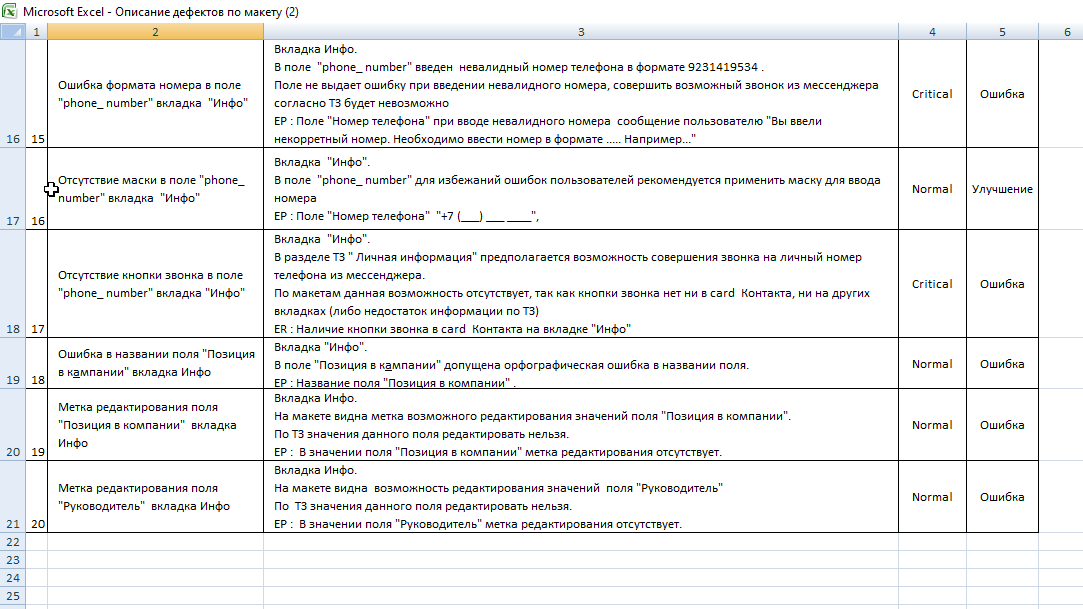 Microsoft Excel - Описание дефектов по макету (2)
1 2 3 4 5 6
16 15
Ошибка формата номера в поле
"phone_ number" вкладка "Инфо"
Вкладка Инфо.
В поле "phone_ number" введен невалидный номер телефона в формате 9231419534 .
Поле не выдает ошибку при введении невалидного номера, совершить возможный звонок из мессенджера
согласно ТЗ будет невозможно
ЕР : Поле "Номер телефона" при вводе невалидного номера сообщение пользователю "Вы ввели
некорретный номер. Необходимо ввести номер в формате ..... Например..."
Critical
Ошибка
17 16
Отсутствие маски в поле "phone_
number" вкладка "Инфо"
Вкладка "Инфо".
В поле "phone_ number" для избежаний ошибок пользователей рекомендуется применить маску для ввода
номера
ЕР : Поле "Номер телефона" "+7 (___) ___ ____",
Normal
Улучшение
18 17
Отсутствие кнопки звонка в поле
"phone_ number" вкладка "Инфо"
Вкладка "Инфо".
В разделе ТЗ " Личная информация" предполагается возможность совершения звонка на личный номер
телефона из мессенджера.
По макетам данная возможность отсутствует, так как кнопки звонка нет ни в card Контакта, ни на других
вкладках (либо недостаток информации по ТЗ)
ER : Наличие кнопки звонка в card Контакта на вкладке "Инфо"
Critical
Ошибка
19 18
Ошибка в названии поля "Позиция
в кампании" вкладка Инфо
Вкладка "Инфо".
В поле "Позиция в кампании" допущена орфографическая ошибка в названии поля.
ЕР : Название поля "Позиция в компании" .
Normal
Ошибка
20 19
Метка редактирования поля
"Позиция в компании" вкладка
Инфо
Вкладка Инфо.
На макете видна метка возможного редактирования значений поля "Позиция в компании".
По ТЗ значения данного поля редактировать нельзя.
ЕР : В значении поля "Позиция в компании" метка редактирования отсутствует.
Normal
Ошибка
21 20
Метка редактирования поля
"Руководитель" вкладка Инфо
Вкладка Инфо.
На макете видна возможность редактирования значений поля "Руководитель"
По ТЗ значения данного поля редактировать нельзя.
ЕР : В значении поля "Руководитель" метка редактирования отсутствует.
Normal
Ошибка
22
23
24
25